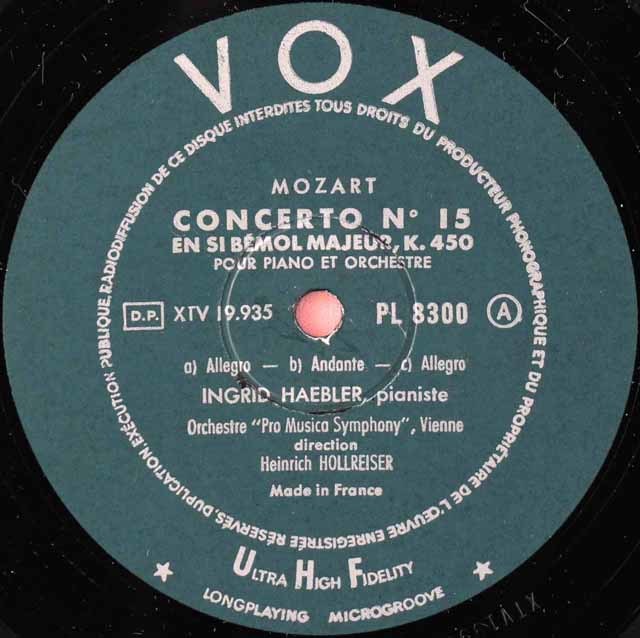 VOX
DUPLICATION, EXÉCUTION PUBLIQUE, RADIODIFFUSION DE CE DISQUE INTERDITES TOUS DROITS DU PRODUCTEUR PHONOGRAPHIQUE ET DU PROPRIÉTAIRE DE L'ŒUVRE ENREGISTRÉE RÉSERVÉS,
MOZART
CONCERTO N° 15
EN SI BÉMOL MAJEUR, K. 450
POUR PIANO ET ORCHESTRE
D.P. XTV 19.935 PL 8300 A
a) Allegro — b) Andante — c) Allegro
INGRID HAEBLER, pianiste
Orchestre "Pro Musica Symphony", Vienne
direction
Heinrich HOLLREISER
Made in France
ULTRA HIGH FIDELITY
LONGPLAYING MICROGROOVE